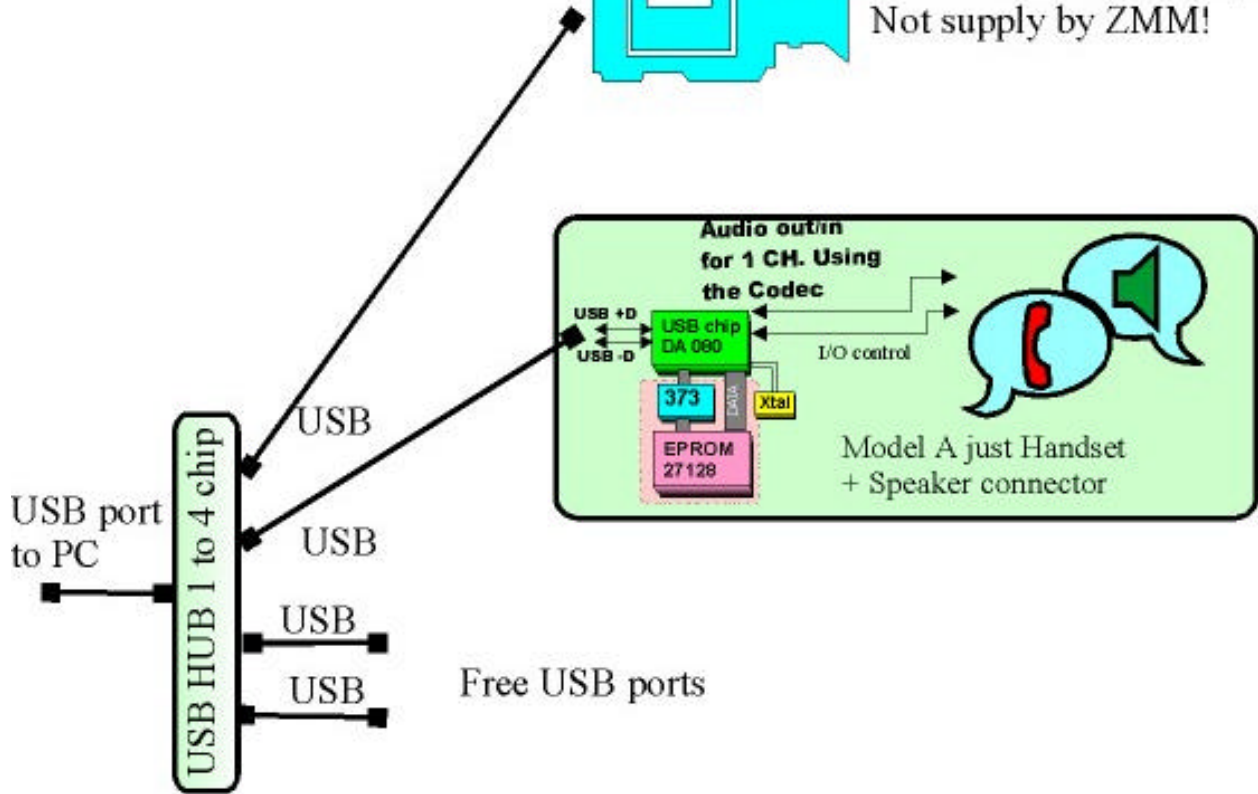 Not supply by ZMM!
Audio out/in
for 1 CH. Using
the Codec
USB +D
USB -D
USB chip
DA 080
I/O control
373
DATA
Xtal
EPROM
27128
Model A just Handset
+ Speaker connector
USB
USB
USB port
to PC
USB HUB 1 to 4 chip
USB
USB
Free USB ports